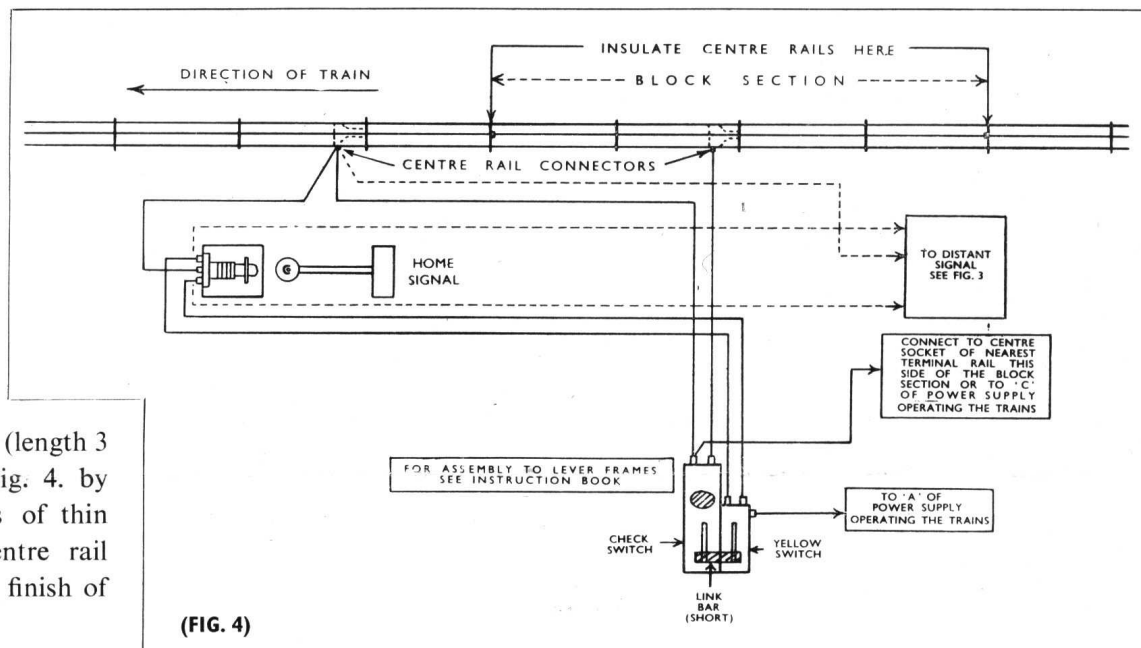 INSULATE CENTRE RAILS HERE
DIRECTION OF TRAIN
BLOCK SECTION
CENTRE RAIL CONNECTORS
HOME
SIGNAL
TO DISTANT
SIGNAL
SEE FIG. 3
CONNECT TO CENTRE
SOCKET OF NEAREST
TERMINAL RAIL THIS
SIDE OF THE BLOCK
SECTION OR TO 'C'
OF POWER SUPPLY
OPERATING THE TRAINS
(length 3
ig. 4. by
s of thin
entre rail
finish of
FOR ASSEMBLY TO LEVER FRAMES
SEE INSTRUCTION BOOK
TO 'A' OF
POWER SUPPLY
OPERATING THE TRAINS
CHECK
SWITCH
YELLOW
SWITCH
LINK
BAR
(SHORT)
(FIG. 4)